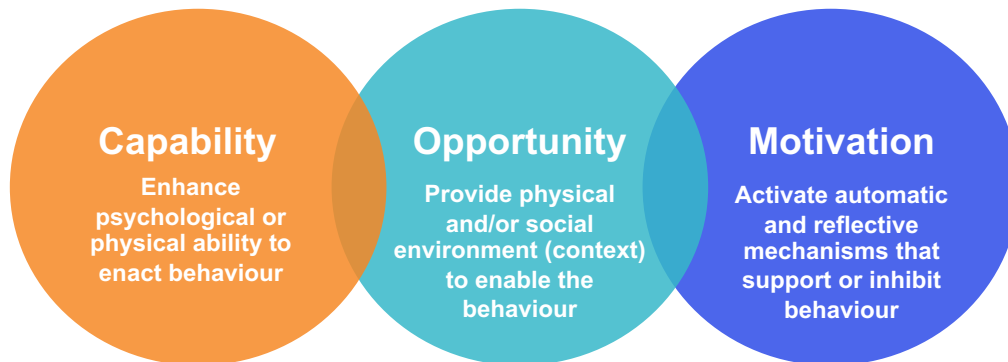 Capability
Enhance
psychological or
physical ability to
enact behaviour
Opportunity
Provide physical
and/or social
environment (context)
to enable the
behaviour
Motivation
Activate automatic
and reflective
mechanisms that
support or inhibit
behaviour